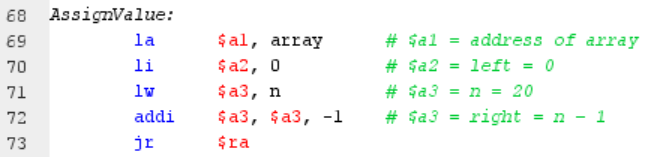 68 AssignValue:
69 la $a1, array # $a1 = address of array
70 li $a2, 0 # $a2 = left = 0
71 lw $a3, n # $a3 = n = 20
72 addi $a3, $a3, -1 # $a3 = right = n - 1
73 jr $ra